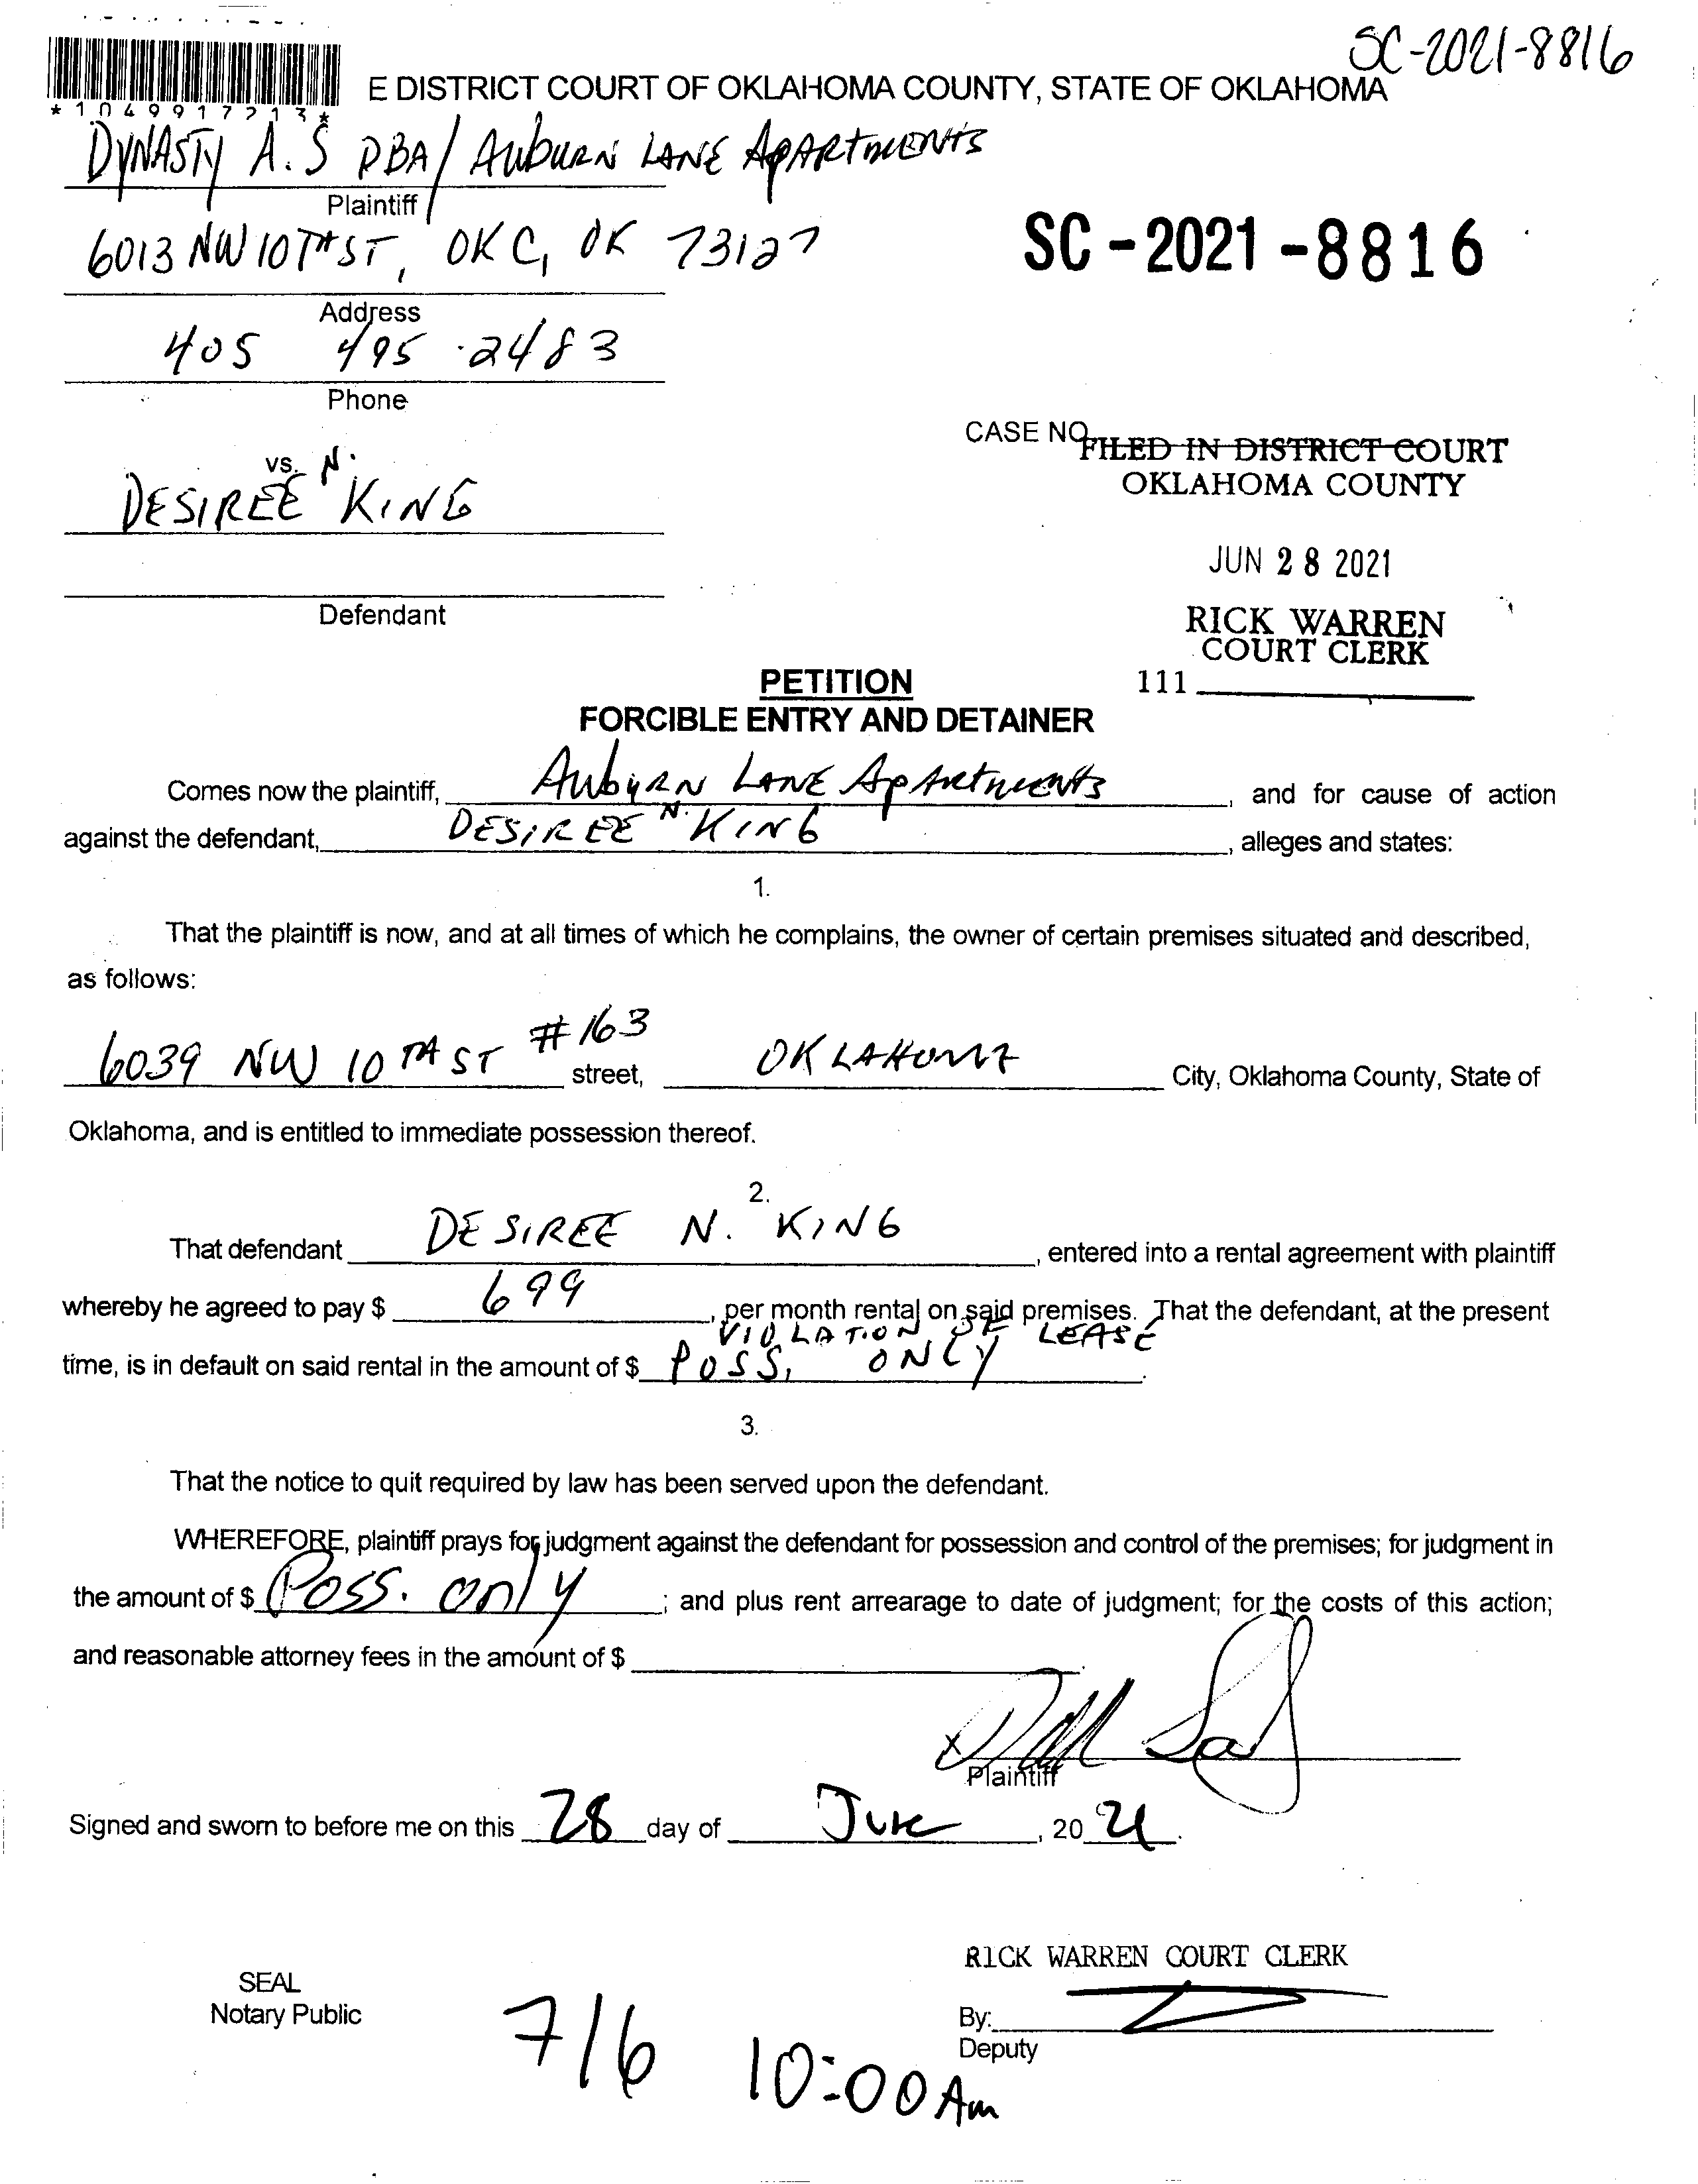 SC-2021-8816
E DISTRICT COURT OF OKLAHOMA COUNTY, STATE OF OKLAHOMA
*1049917213*
DYNASTY A.S DBA/ AUBURN LANE APARTMENTS
Plaintiff
6013 NW 10TH ST, OKC, OK 73127
SC-2021-8816
Address
405 495-2483
Phone
CASE NO
FILED IN DISTRICT COURT
OKLAHOMA COUNTY
vs.
DESIREE N. KING
JUN 28 2021
Defendant
RICK WARREN
COURT CLERK
111
PETITION
FORCIBLE ENTRY AND DETAINER
Comes now the plaintiff, AUBURN LANE APARTMENTS, and for cause of action
against the defendant, DESIREE N. KING, alleges and states:
1.
That the plaintiff is now, and at all times of which he complains, the owner of certain premises situated and described,
as follows:
6039 NW 10TH ST #163 street, OKLAHOMA City, Oklahoma County, State of
Oklahoma, and is entitled to immediate possession thereof.
2.
That defendant DESIREE N. KING, entered into a rental agreement with plaintiff
whereby he agreed to pay $ 699, per month rental on said premises. That the defendant, at the present
VIOLATION OF LEASE
time, is in default on said rental in the amount of $ POSS. ONLY.
3.
That the notice to quit required by law has been served upon the defendant.
WHEREFORE, plaintiff prays for judgment against the defendant for possession and control of the premises; for judgment in
the amount of $ Poss. only; and plus rent arrearage to date of judgment; for the costs of this action;
and reasonable attorney fees in the amount of $
X
Plaintiff
Signed and sworn to before me on this 28 day of June, 20 21.
RICK WARREN COURT CLERK
SEAL
Notary Public
By:
Deputy
7/6 10:00 Am